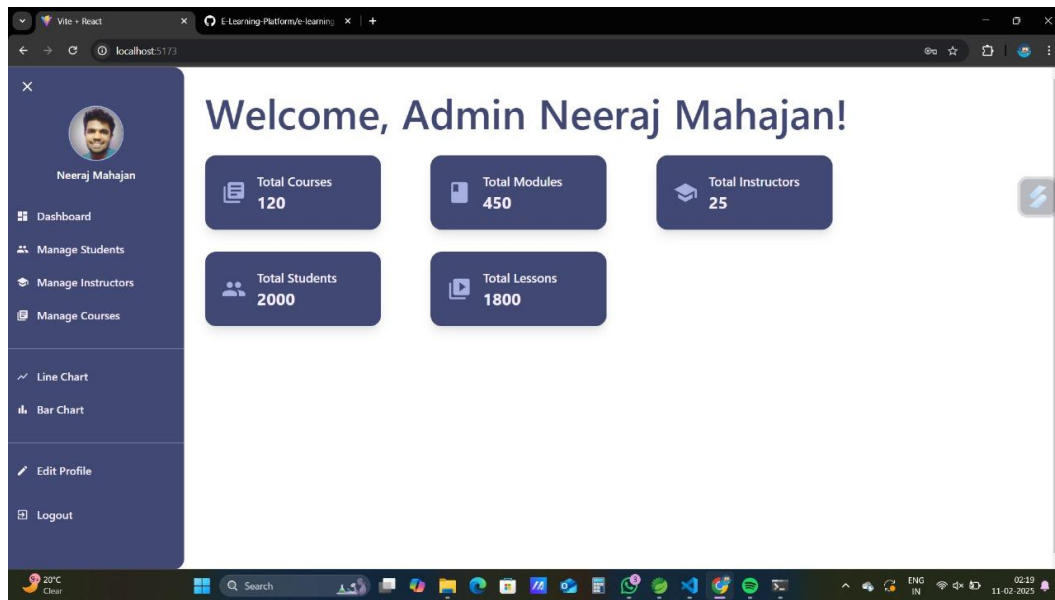 Vite + React
E-Learning-Platform/e-learning
localhost:5173
Neeraj Mahajan
Dashboard
Manage Students
Manage Instructors
Manage Courses
Line Chart
Bar Chart
Edit Profile
Logout
Welcome, Admin Neeraj Mahajan!
Total Courses
120
Total Modules
450
Total Instructors
25
Total Students
2000
Total Lessons
1800
20°C
Clear
Search
ENG
IN
02:19
11-02-2025